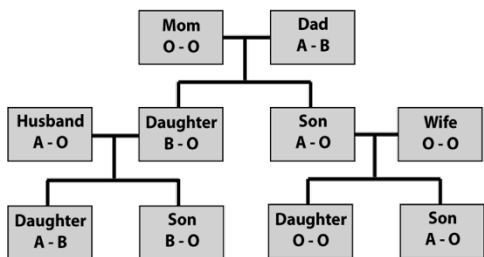 Mom
O - O
Dad
A - B
Husband
A - O
Daughter
B - O
Son
A - O
Wife
O - O
Daughter
A - B
Son
B - O
Daughter
O - O
Son
A - O